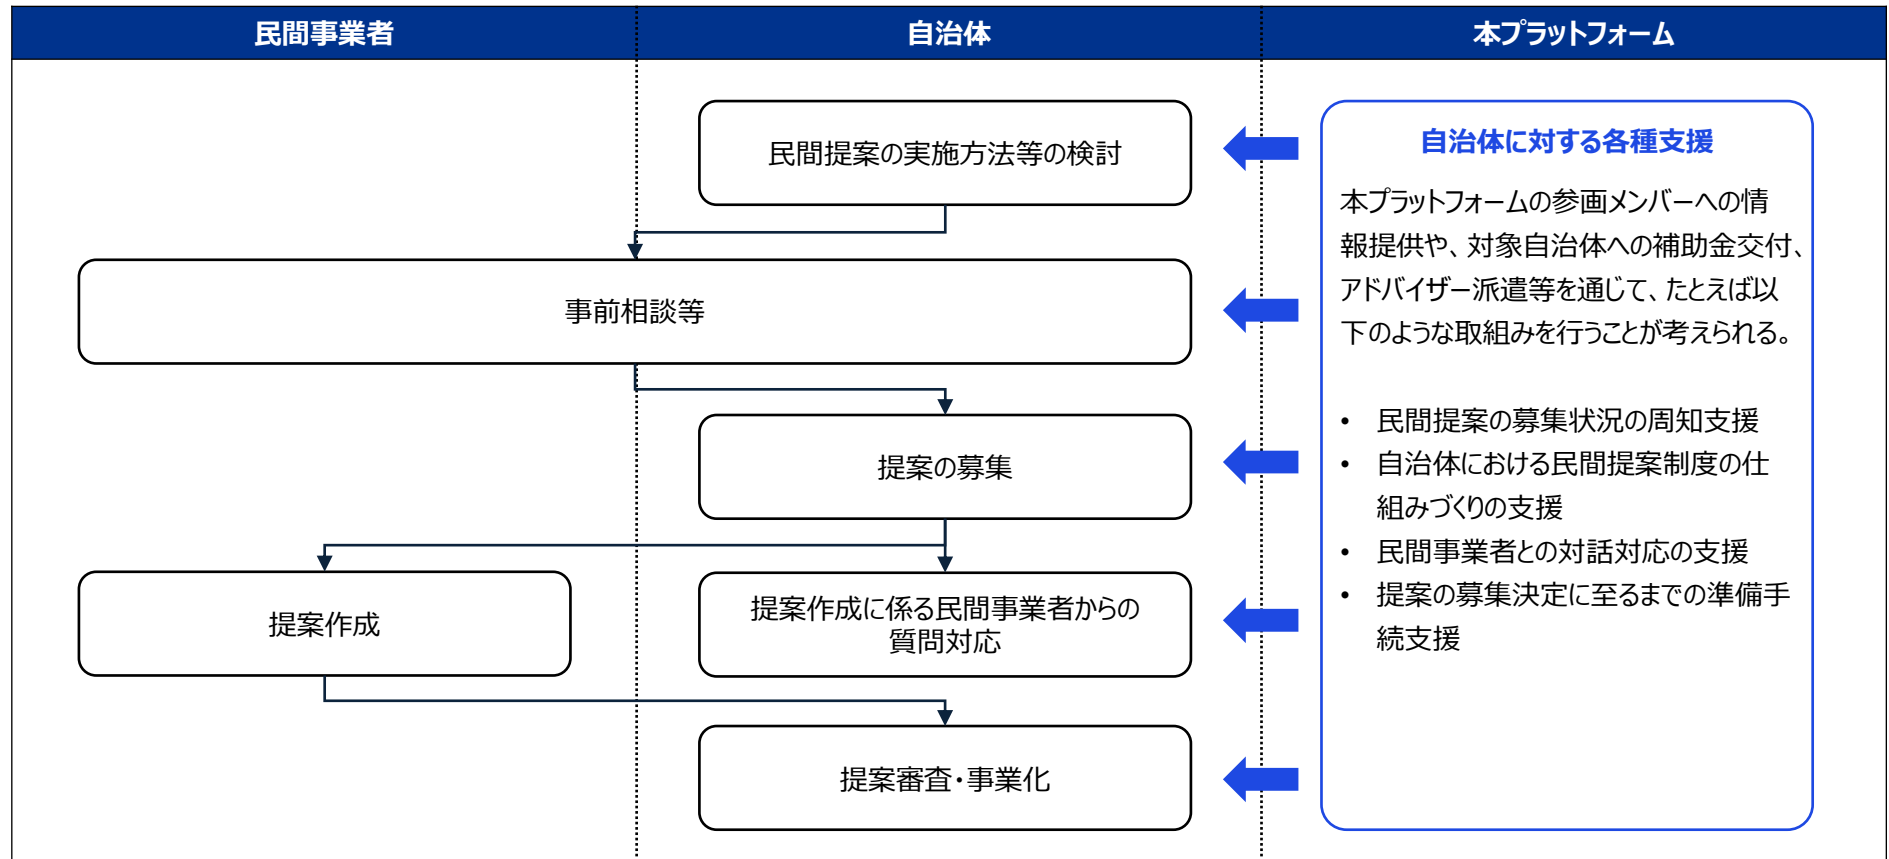 民間事業者
自治体
本プラットフォーム
民間提案の実施方法等の検討
事前相談等
提案の募集
提案作成
提案作成に係る民間事業者からの
質問対応
提案審査・事業化
自治体に対する各種支援
本プラットフォームの参画メンバーへの情
報提供や、対象自治体への補助金交付、
アドバイザー派遣等を通じて、たとえば以
下のような取組みを行うことが考えられる。
• 民間提案の募集状況の周知支援
• 自治体における民間提案制度の仕
組みづくりの支援
• 民間事業者との対話対応の支援
• 提案の募集決定に至るまでの準備手
続支援